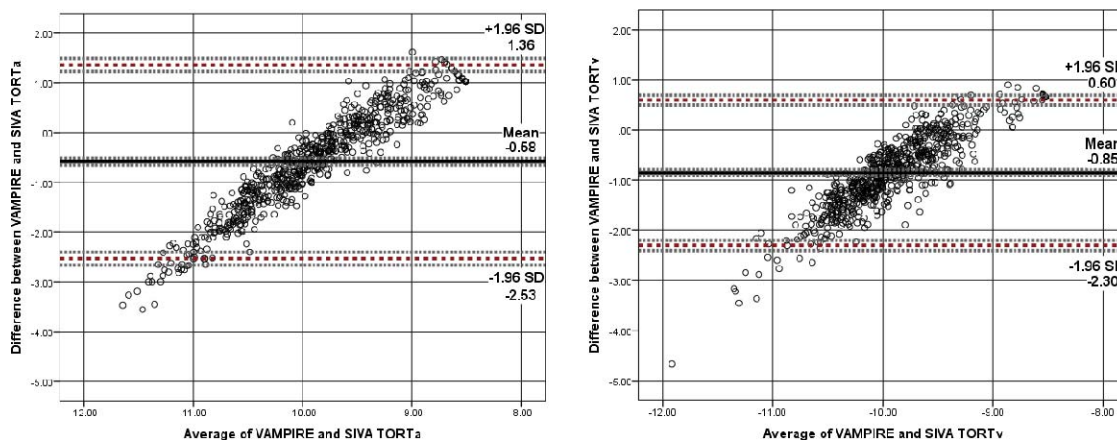 Difference between VAMPIRE and SIVA TORTa
2.00
1.00
.00
-1.00
-2.00
-3.00
-4.00
-5.00
+1.96 SD
1.36
Mean
-0.58
-1.96 SD
-2.53
12.00 11.00 10.00 9.00 8.00
Average of VAMPIRE and SIVA TORTa
Difference between VAMPIRE and SIVA TORTv
2.00
1.00
.00
-1.00
-2.00
-3.00
-4.00
-5.00
+1.96 SD
0.60
Mean
-0.85
-1.96 SD
-2.30
-12.00 -11.00 -10.00 -9.00 -8.00
Average of VAMPIRE and SIVA TORTv